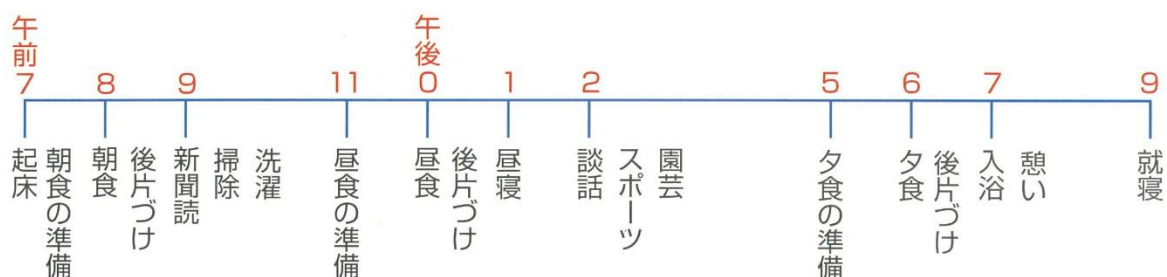 午前
午後
7
8
9
11
0
1
2
5
6
7
9
起床
朝食の準備
朝食
後片づけ
新聞読
掃除
洗濯
昼食の準備
昼食
後片づけ
昼寝
談話
スポーツ
園芸
夕食の準備
夕食
後片づけ
入浴
憩い
就寝